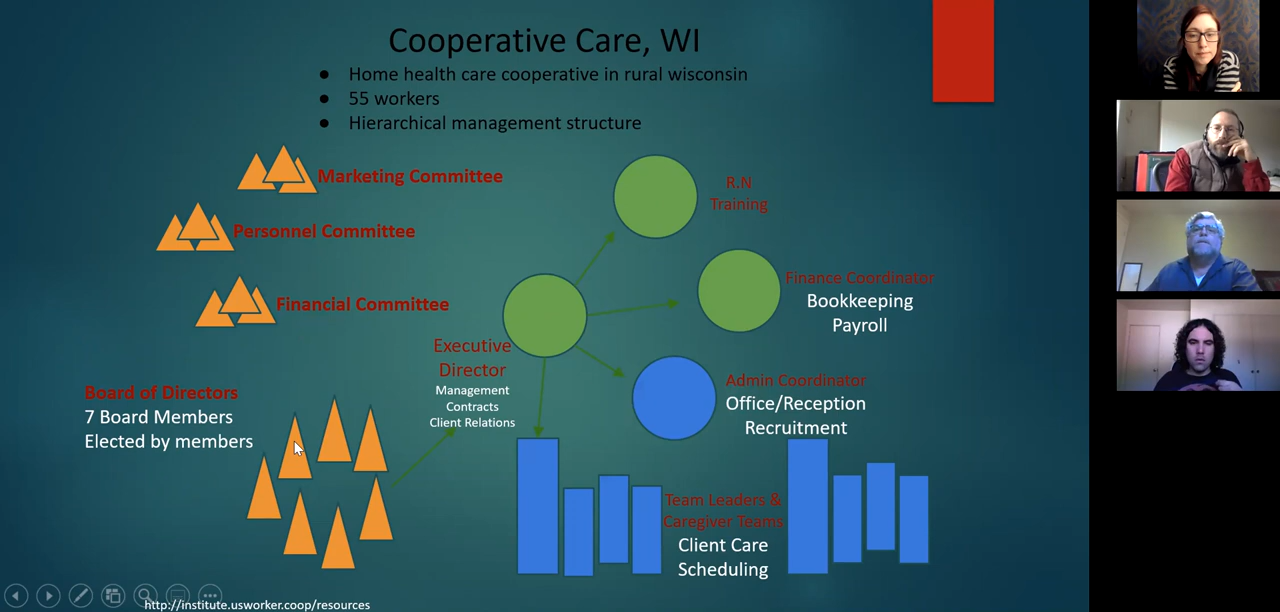 Cooperative Care, WI
● Home health care cooperative in rural wisconsin
● 55 workers
● Hierarchical management structure
Marketing Committee
Personnel Committee
Financial Committee
R.N
Training
Finance Coordinator
Bookkeeping
Payroll
Executive
Director
Management
Contracts
Client Relations
Admin Coordinator
Office/Reception
Recruitment
Board of Directors
7 Board Members
Elected by members
Team Leaders &
Caregiver Teams
Client Care
Scheduling
http://institute.usworker.coop/resources